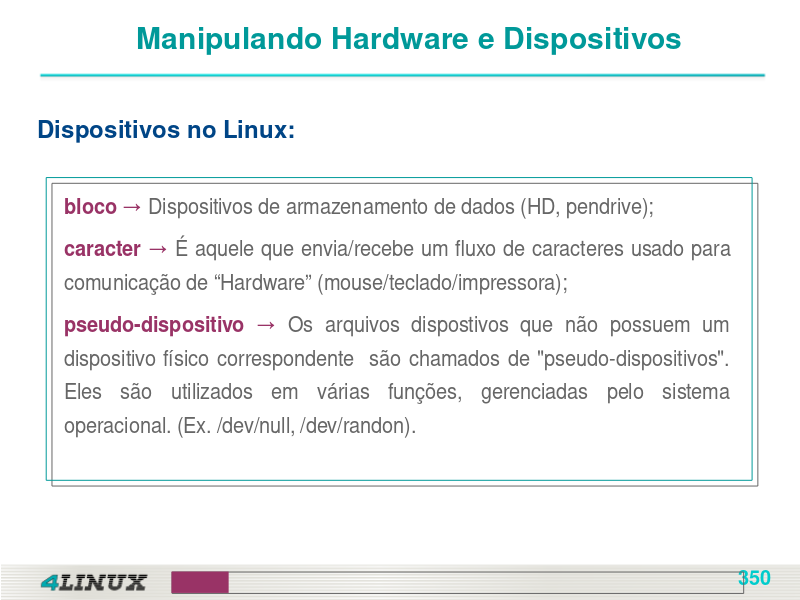 Manipulando Hardware e Dispositivos
Dispositivos no Linux:
bloco → Dispositivos de armazenamento de dados (HD, pendrive);
caracter → É aquele que envia/recebe um fluxo de caracteres usado para
comunicação de “Hardware” (mouse/teclado/impressora);
pseudo-dispositivo → Os arquivos dispostivos que não possuem um
dispositivo físico correspondente são chamados de "pseudo-dispositivos".
Eles são utilizados em várias funções, gerenciadas pelo sistema
operacional. (Ex. /dev/null, /dev/randon).
4LINUX
350